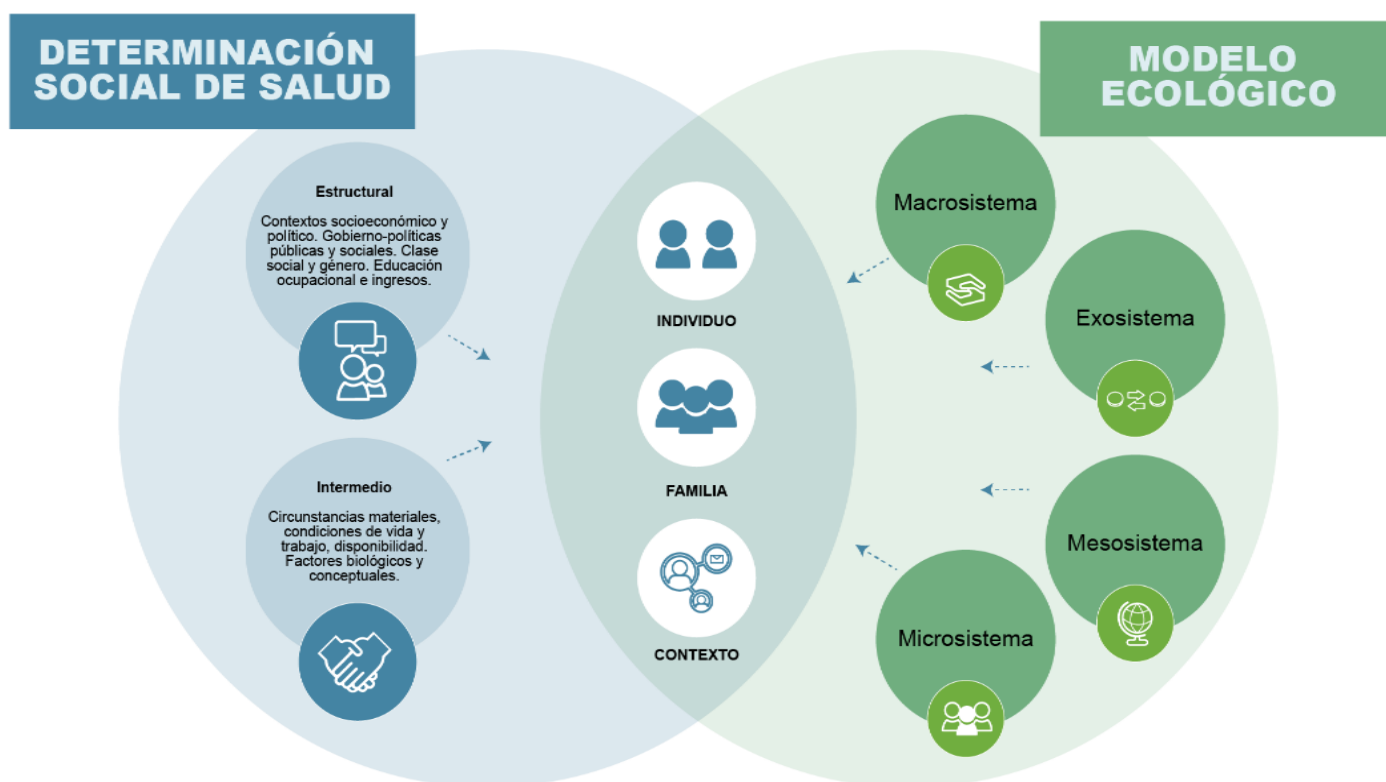 DETERMINACIÓN
SOCIAL DE SALUD
Estructural
Contextos socioeconómico y
político. Gobierno-políticas
públicas y sociales. Clase
social y género. Educación
ocupacional e ingresos.
Intermedio
Circunstancias materiales,
condiciones de vida y
trabajo, disponibilidad.
Factores biológicos y
conceptuales.
INDIVIDUO
FAMILIA
CONTEXTO
MODELO
ECOLÓGICO
Macrosistema
Exosistema
Mesosistema
Microsistema